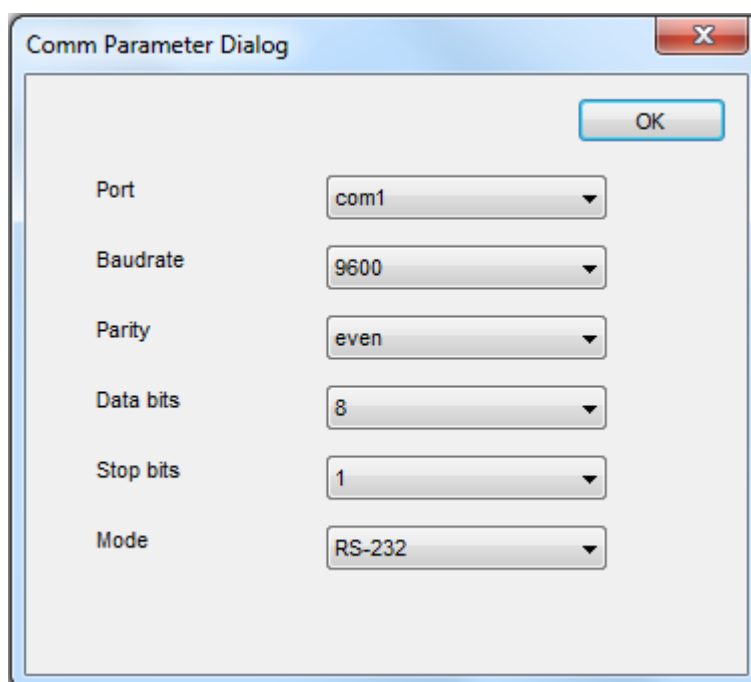 Comm Parameter Dialog
OK
Port com1
Baudrate 9600
Parity even
Data bits 8
Stop bits 1
Mode RS-232